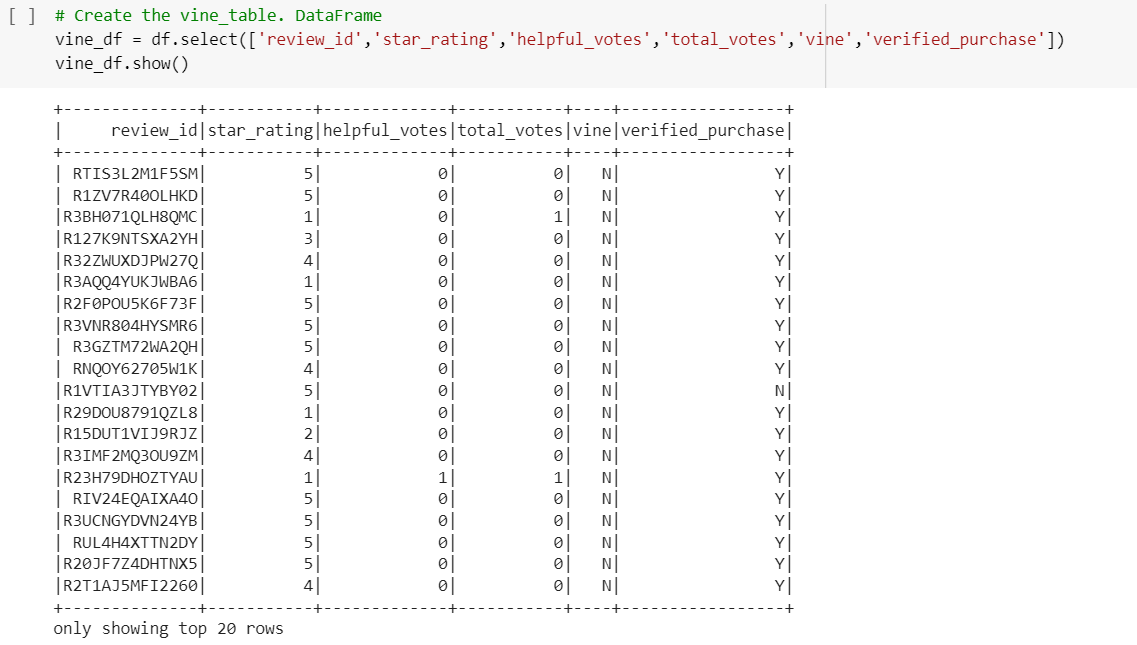 [ ] # Create the vine_table. DataFrame
vine_df = df.select(['review_id','star_rating','helpful_votes','total_votes','vine','verified_purchase'])
vine_df.show()
+--------------+-----------+-------------+-----------+----+-----------------+
|     review_id|star_rating|helpful_votes|total_votes|vine|verified_purchase|
+--------------+-----------+-------------+-----------+----+-----------------+
| RTIS3L2M1F5SM|          5|            0|          0|   N|                Y|
| R1ZV7R40OLHKD|          5|            0|          0|   N|                Y|
|R3BH071QLH8QMC|          1|            0|          1|   N|                Y|
|R127K9NTSXA2YH|          3|            0|          0|   N|                Y|
|R32ZWUXDJPW27Q|          4|            0|          0|   N|                Y|
|R3AQQ4YUKJWBA6|          1|            0|          0|   N|                Y|
|R2F0POU5K6F73F|          5|            0|          0|   N|                Y|
|R3VNR804HYSMR6|          5|            0|          0|   N|                Y|
| R3GZTM72WA2QH|          5|            0|          0|   N|                Y|
| RNQOY62705W1K|          4|            0|          0|   N|                Y|
|R1VTIA3JTYBY02|          5|            0|          0|   N|                N|
|R29DOU8791QZL8|          1|            0|          0|   N|                Y|
|R15DUT1VIJ9RJZ|          2|            0|          0|   N|                Y|
|R3IMF2MQ3OU9ZM|          4|            0|          0|   N|                Y|
|R23H79DHOZTYAU|          1|            1|          1|   N|                Y|
| RIV24EQAIXA4O|          5|            0|          0|   N|                Y|
|R3UCNGYDVN24YB|          5|            0|          0|   N|                Y|
| RUL4H4XTTN2DY|          5|            0|          0|   N|                Y|
|R20JF7Z4DHTNX5|          5|            0|          0|   N|                Y|
|R2T1AJ5MFI2260|          4|            0|          0|   N|                Y|
+--------------+-----------+-------------+-----------+----+-----------------+
only showing top 20 rows